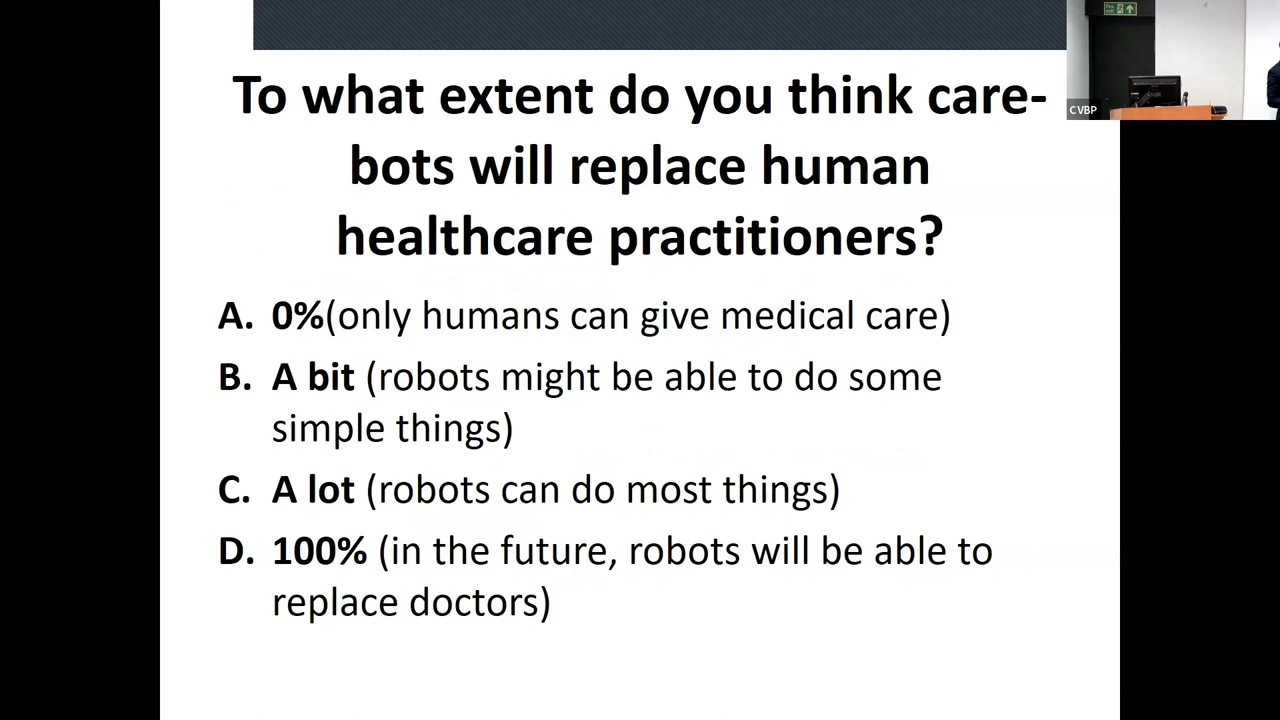 To what extent do you think care-
bots will replace human
healthcare practitioners?
A. 0%(only humans can give medical care)
B. A bit (robots might be able to do some
simple things)
C. A lot (robots can do most things)
D. 100% (in the future, robots will be able to
replace doctors)
CVBP